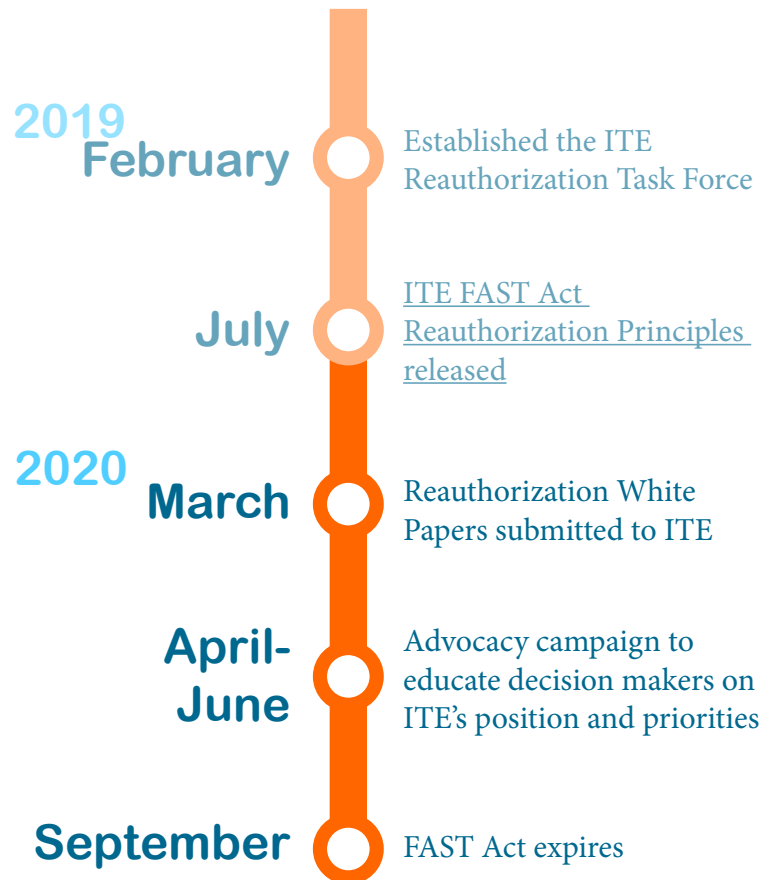 2019
February
Established the ITE
Reauthorization Task Force
July
ITE FAST Act
Reauthorization Principles
released
2020
March
Reauthorization White
Papers submitted to ITE
April-
June
Advocacy campaign to
educate decision makers on
ITE’s position and priorities
September
FAST Act expires